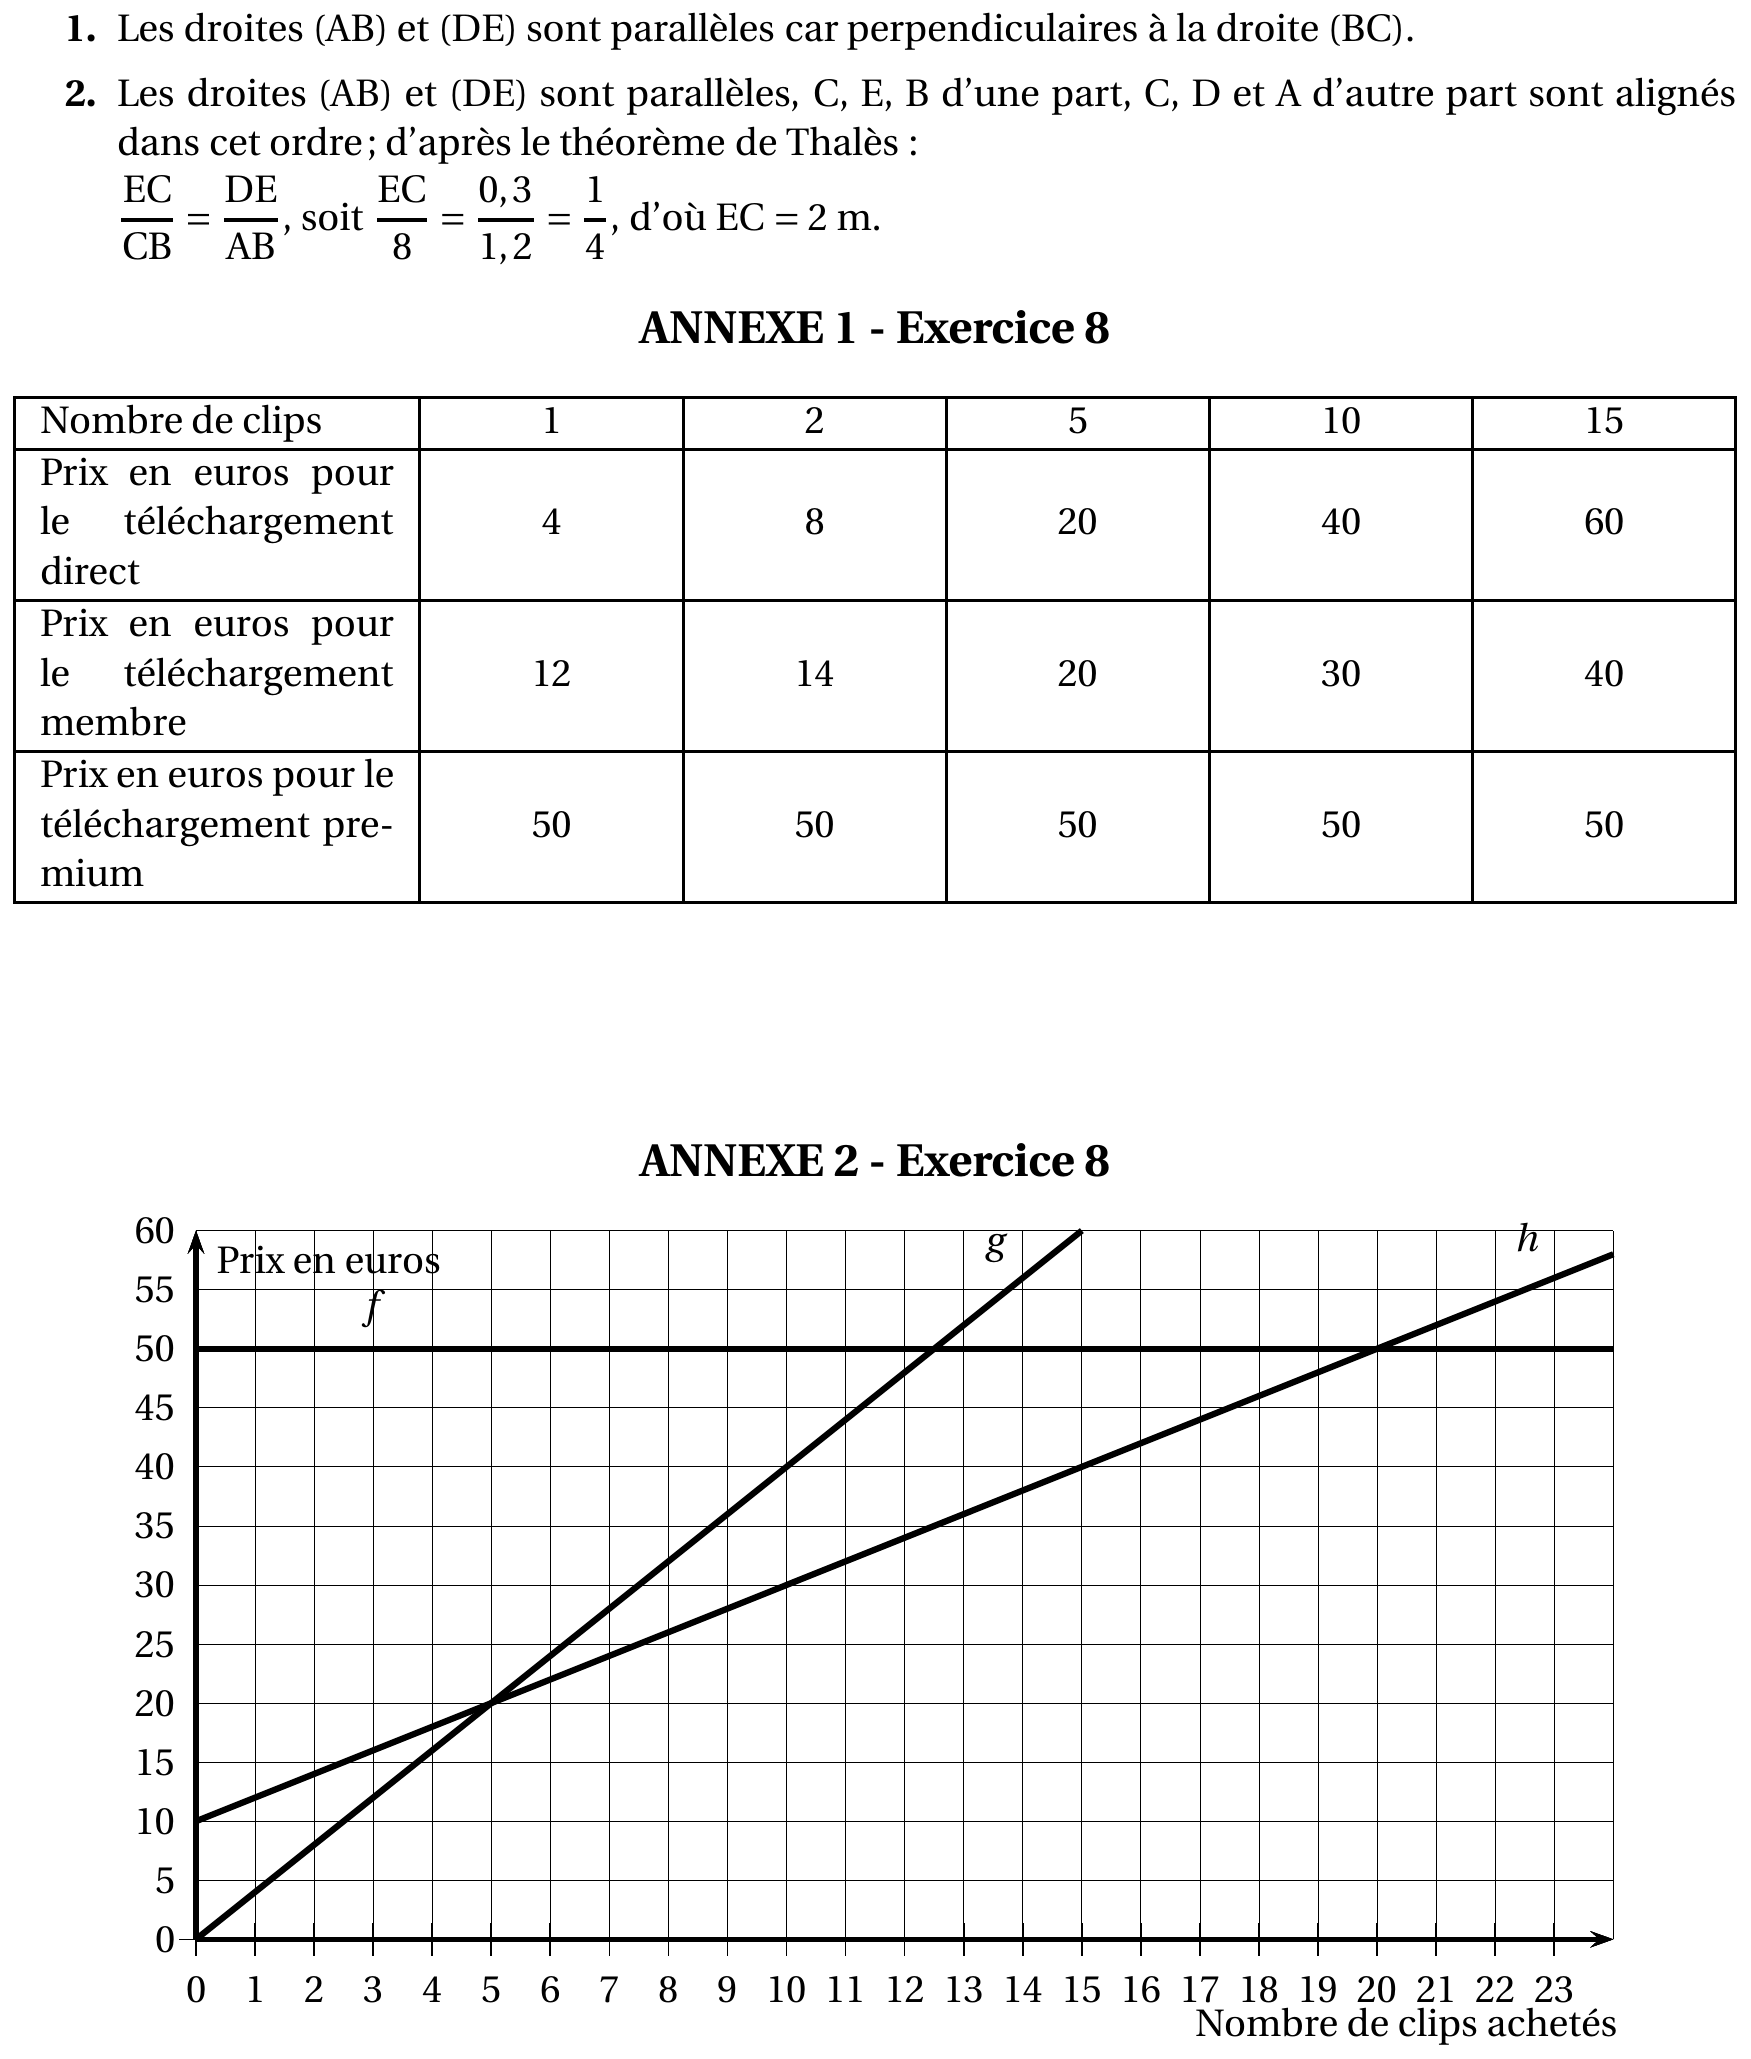 1. Les droites (AB) et (DE) sont parallèles car perpendiculaires à la droite (BC).
2. Les droites (AB) et (DE) sont parallèles, C, E, B d'une part, C, D et A d'autre part sont alignés
dans cet ordre ; d'après le théorème de Thalès :
EC/CB = DE/AB, soit EC/8 = 0,3/1,2 = 1/4, d'où EC = 2 m.
ANNEXE 1 - Exercice 8
Nombre de clips 1 2 5 10 15
Prix en euros pour
le téléchargement
direct
4 8 20 40 60
Prix en euros pour
le téléchargement
membre
12 14 20 30 40
Prix en euros pour le
téléchargement pre-
mium
50 50 50 50 50
ANNEXE 2 - Exercice 8
60
55
50
45
40
35
30
25
20
15
10
5
0
Prix en euros
f
g
h
0 1 2 3 4 5 6 7 8 9 10 11 12 13 14 15 16 17 18 19 20 21 22 23
Nombre de clips achetés